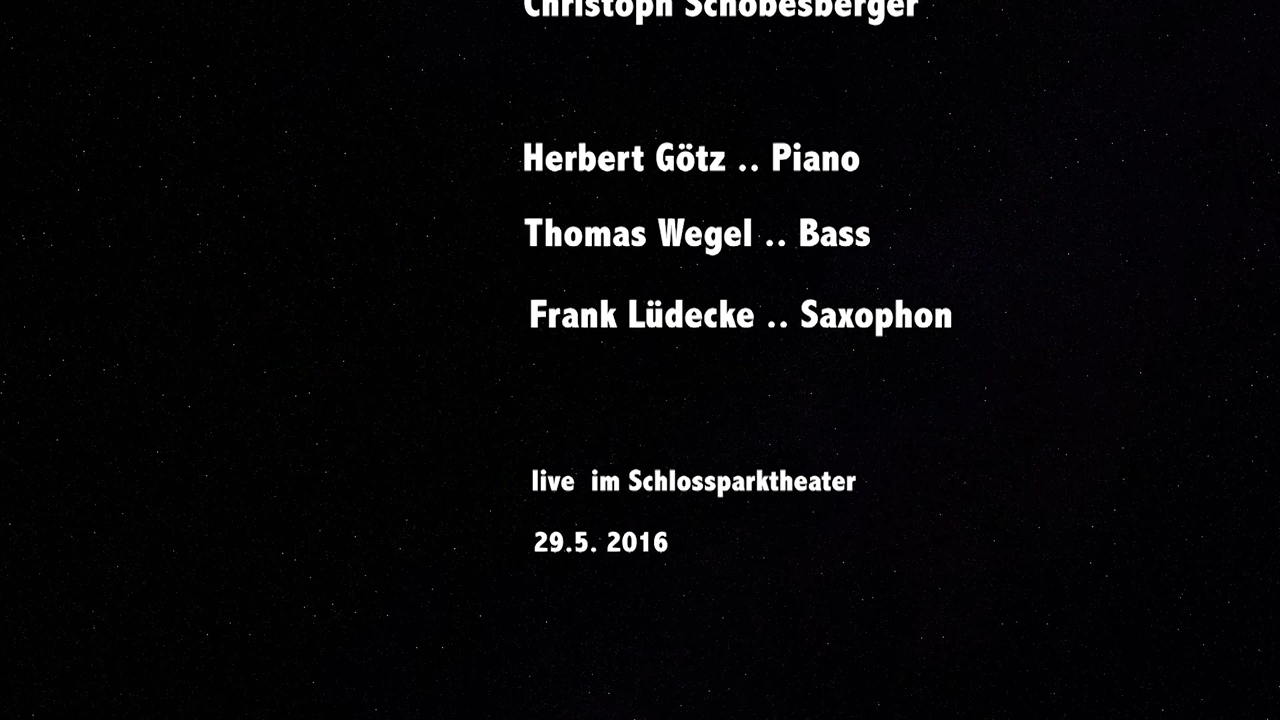 Christoph Schobesberger
Herbert Götz .. Piano
Thomas Wegel .. Bass
Frank Lüdecke .. Saxophon
live im Schlossparktheater
29.5. 2016